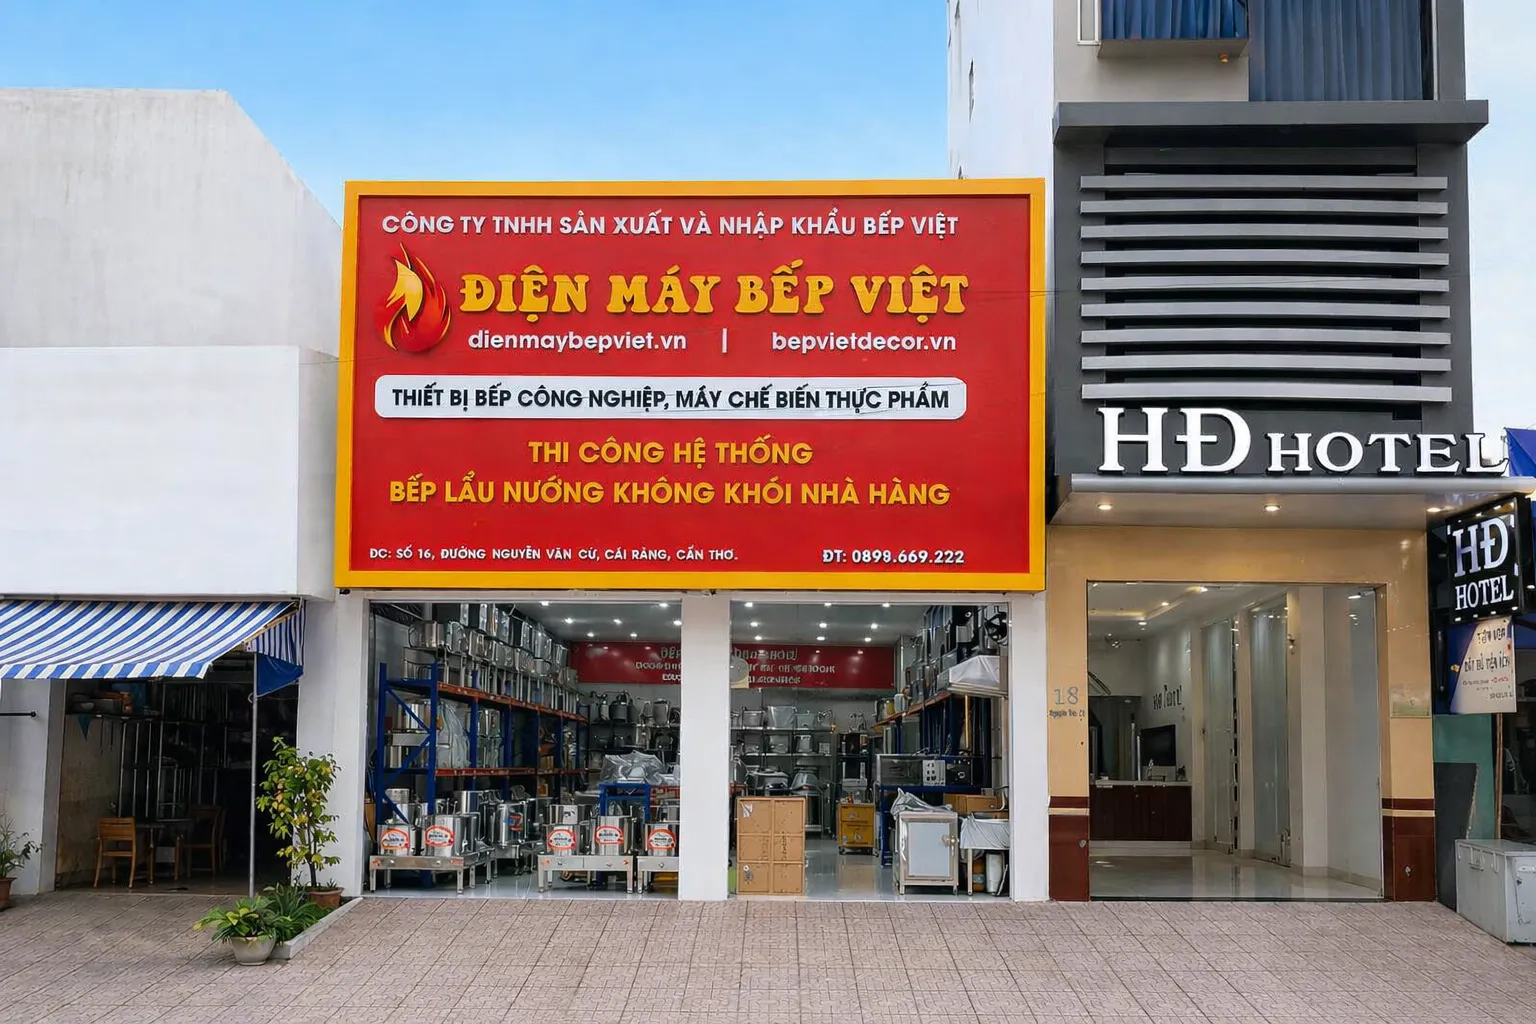 CÔNG TY TNHH SẢN XUẤT VÀ NHẬP KHẨU BẾP VIỆT
ĐIỆN MÁY BẾP VIỆT
dienmaybepviet.vn | bepvietdecor.vn
THIẾT BỊ BẾP CÔNG NGHIỆP, MÁY CHẾ BIẾN THỰC PHẨM
THI CÔNG HỆ THỐNG
BẾP LẨU NƯỚNG KHÔNG KHÓI NHÀ HÀNG
ĐC: SỐ 16, ĐƯỜNG NGUYỄN VĂN CỪ, CÁI RĂNG, CẦN THƠ.
ĐT: 0898.669.222
HĐ HOTEL
HĐ
HOTEL
18